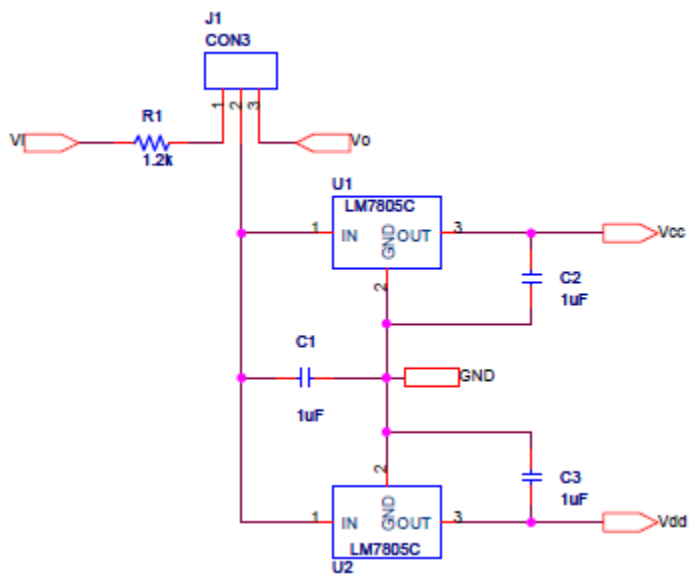 J1
CON3
1
2
3
VI
R1
1.2k
Vo
U1
LM7805C
1
IN
GND
OUT
3
Vcc
2
C2
1uF
C1
1uF
GND
2
C3
1uF
1
IN
GND
OUT
3
Vdd
LM7805C
U2